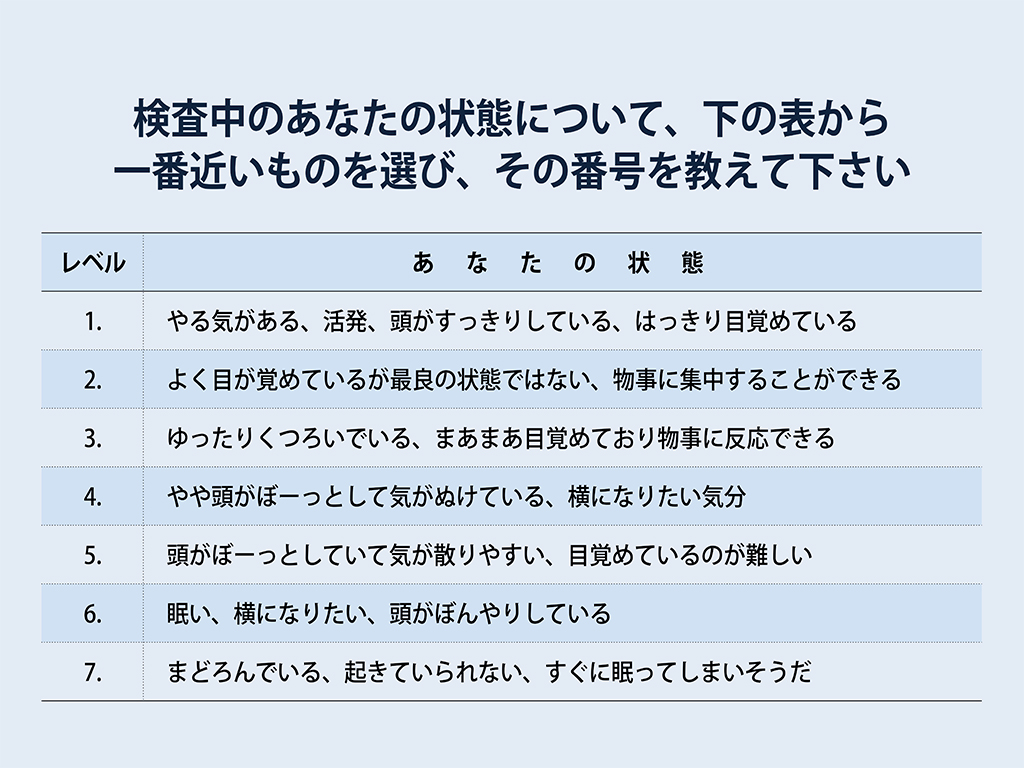 検査中のあなたの状態について、下の表から
一番近いものを選び、その番号を教えて下さい
レベル あなたの状態
1. やる気がある、活発、頭がすっきりしている、はっきり目覚めている
2. よく目が覚めているが最良の状態ではない、物事に集中することができる
3. ゆったりくつろいでいる、まあまあ目覚めており物事に反応できる
4. やや頭がぼーっとして気がぬけている、横になりたい気分
5. 頭がぼーっとしていて気が散りやすい、目覚めているのが難しい
6. 眠い、横になりたい、頭がぼんやりしている
7. まどろんでいる、起きていられない、すぐに眠ってしまいそうだ